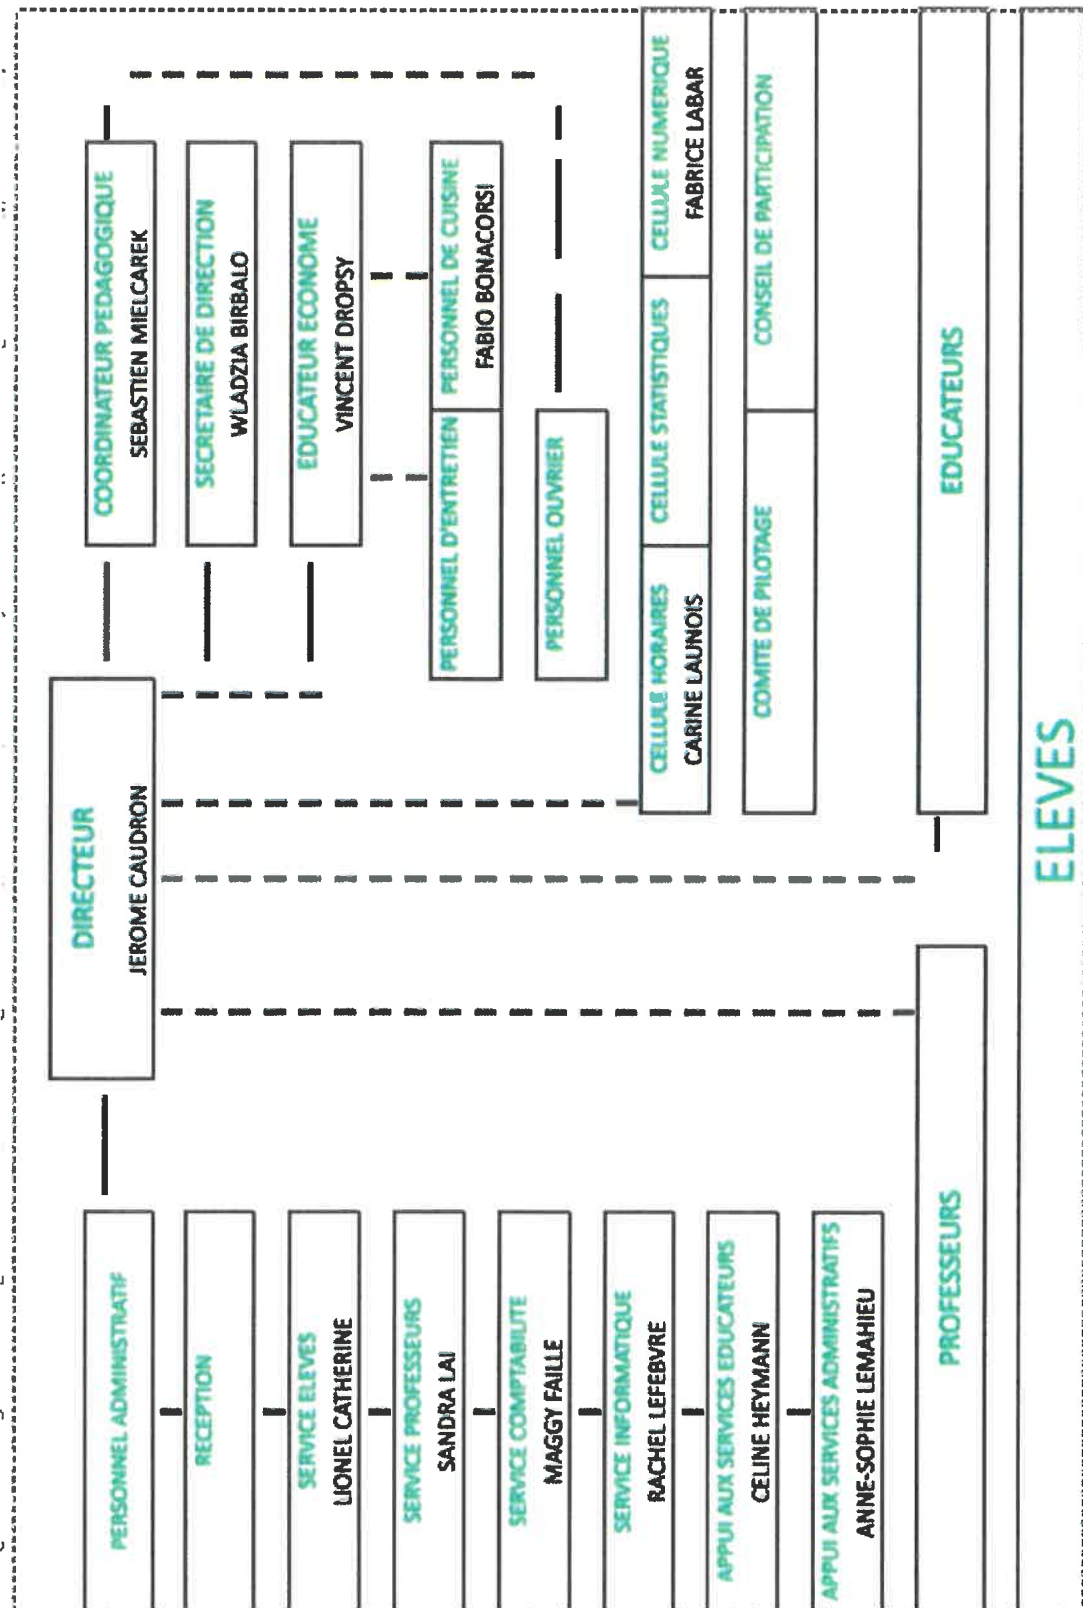 DIRECTEUR
JEROME CAUDRON
PERSONNEL ADMINISTRATIF
RECEPTION
SERVICE ELEVES
LIONEL CATHERINE
SERVICE PROFESSEURS
SANDRA LAI
SERVICE COMPTABILITE
MAGGY FAILLE
SERVICE INFORMATIQUE
RACHEL LEFEBVRE
APPUI AUX SERVICES EDUCATEURS
CELINE HEYMANN
APPUI AUX SERVICES ADMINISTRATIFS
ANNE-SOPHIE LEMAHIEU
COORDINATEUR PEDAGOGIQUE
SEBASTIEN MIELCAREK
SECRETAIRE DE DIRECTION
WLADZIA BIRBALO
EDUCATEUR ECONOME
VINCENT DROPSY
PERSONNEL D'ENTRETIEN
PERSONNEL DE CUISINE
FABIO BONACORSI
PERSONNEL OUVRIER
CELLULE HORAIRES
CARINE LAUNOIS
CELLULE STATISTIQUES
CELLULE NUMERIQUE
FABRICE LABAR
COMITE DE PILOTAGE
CONSEIL DE PARTICIPATION
PROFESSEURS
EDUCATEURS
ELEVES